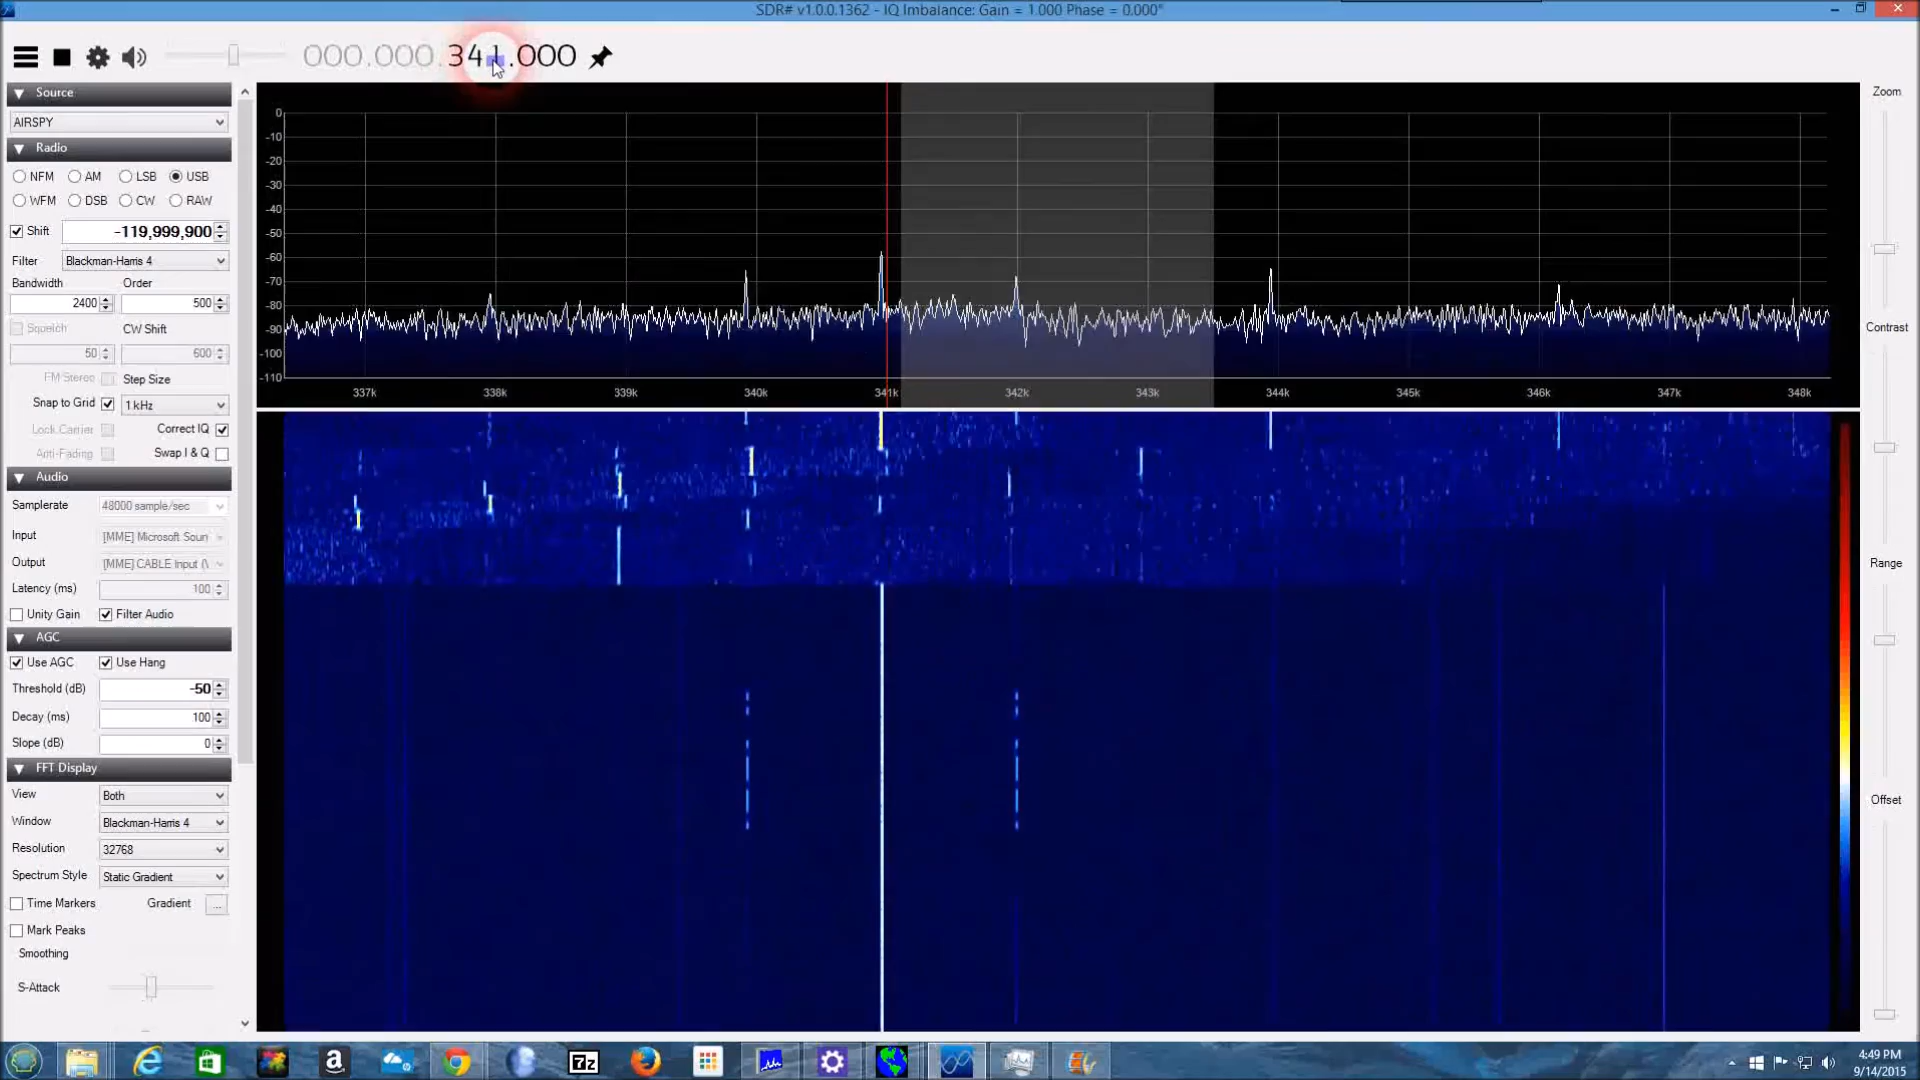 SDR# v1.0.0.1362 - IQ Imbalance: Gain = 1.000 Phase = 0.000°
000.000.341.000
Source
AIRSPY
Radio
NFM AM LSB USB
WFM DSB CW RAW
Shift -119,999,900
Filter Blackman-Harris 4
Bandwidth Order
2400 500
Squelch CW Shift
50 600
FM Stereo Step Size
Snap to Grid 1 kHz
Lock Carrier Correct IQ
Anti-Fading Swap I & Q
Audio
Samplerate 48000 sample/sec
Input [MME] Microsoft Soun
Output [MME] CABLE Input (V
Latency (ms) 100
Unity Gain Filter Audio
AGC
Use AGC Use Hang
Threshold (dB) -50
Decay (ms) 100
Slope (dB) 0
FFT Display
View Both
Window Blackman-Harris 4
Resolution 32768
Spectrum Style Static Gradient
Time Markers Gradient ...
Mark Peaks
Smoothing
S-Attack
0
-10
-20
-30
-40
-50
-60
-70
-80
-90
-100
-110
337k 338k 339k 340k 341k 342k 343k 344k 345k 346k 347k 348k
Zoom
Contrast
Range
Offset
a
7z
4:49 PM
9/14/2015